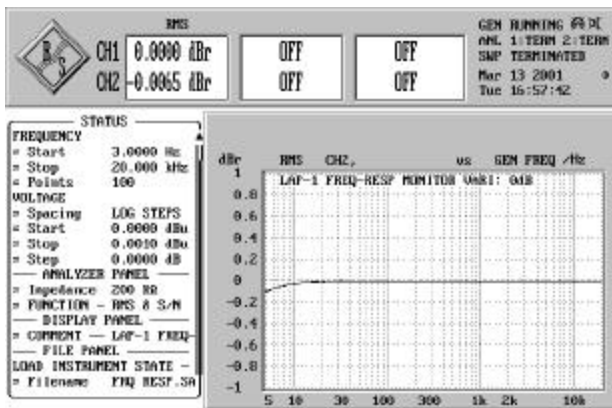 RMS
CH1 0.0000 dBr OFF OFF
CH2 -0.0065 dBr OFF OFF
GEN RUNNING
ANL 1:TERM 2:TERM
SWP TERMINATED
Mar 13 2001
Tue 16:57:42
STATUS
FREQUENCY
Start 3.0000 Hz
Stop 20.000 kHz
Points 100
VOLTAGE
Spacing LOG STEPS
Start 0.0000 dBu
Stop 0.0010 dBu
Step 0.0000 dB
ANALYZER PANEL
Impedance 200 kΩ
FUNCTION - RMS & S/N
DISPLAY PANEL
COMMENT — LAF-1 FREQ-
FILE PANEL
LOAD INSTRUMENT STATE -
Filename FRQ RESP.SA
dBr RMS CH2, vs GEN FREQ /Hz
LAP-1 FREQ-RESP MONITOR VARI: 0dB
1
0.8
0.6
0.4
0.2
0
-0.2
-0.4
-0.6
-0.8
-1
5 10 30 100 300 1k 2k 10k